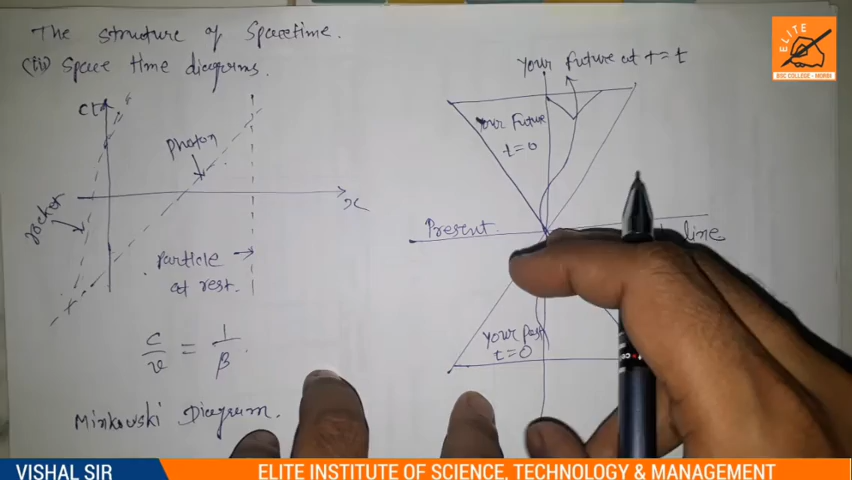 The structure of Spacetime.
(iii) Space time diagrams.
ct
photon
rocket
x
Particle
at rest.
c/v = 1/β
Minkowski Diagram.
Your Future at t=t
Your Future
t=0
Present
line
Your Past
t=0
ELITE
BSC COLLEGE - MORBI
VISHAL SIR
ELITE INSTITUTE OF SCIENCE, TECHNOLOGY & MANAGEMENT